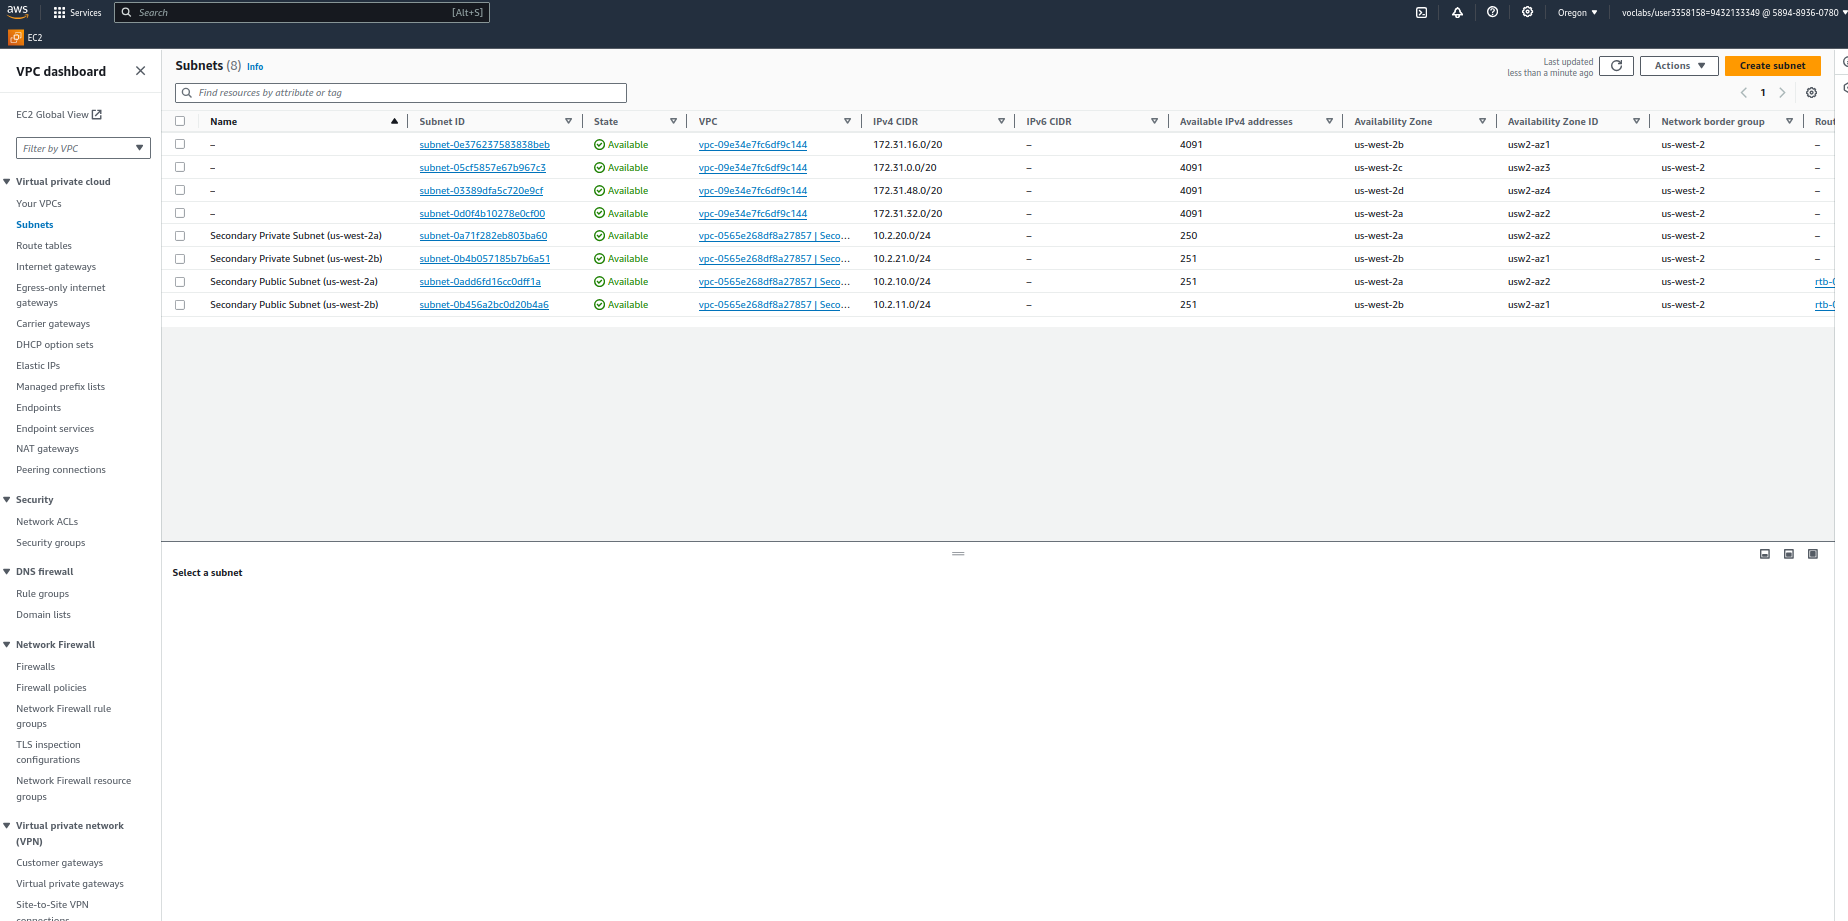 aws Services Search [Alt+S] Oregon voclabs/user3358158=9432133349 @ 5894-8936-0780
EC2
VPC dashboard
EC2 Global View
Filter by VPC
Virtual private cloud
Your VPCs
Subnets
Route tables
Internet gateways
Egress-only internet
gateways
Carrier gateways
DHCP option sets
Elastic IPs
Managed prefix lists
Endpoints
Endpoint services
NAT gateways
Peering connections
Security
Network ACLs
Security groups
DNS firewall
Rule groups
Domain lists
Network Firewall
Firewalls
Firewall policies
Network Firewall rule
groups
TLS inspection
configurations
Network Firewall resource
groups
Virtual private network
(VPN)
Customer gateways
Virtual private gateways
Site-to-Site VPN
connections
Subnets (8) Info
Last updated
less than a minute ago
Actions
Create subnet
Find resources by attribute or tag
1
Name Subnet ID State VPC IPv4 CIDR IPv6 CIDR Available IPv4 addresses Availability Zone Availability Zone ID Network border group Rout
– subnet-0e376237583838beb Available vpc-09e34e7fc6df9c144 172.31.16.0/20 – 4091 us-west-2b usw2-az1 us-west-2 –
– subnet-05cf5857e67b967c3 Available vpc-09e34e7fc6df9c144 172.31.0.0/20 – 4091 us-west-2c usw2-az3 us-west-2 –
– subnet-03389dfa5c720e9cf Available vpc-09e34e7fc6df9c144 172.31.48.0/20 – 4091 us-west-2d usw2-az4 us-west-2 –
– subnet-0d0f4b10278e0cf00 Available vpc-09e34e7fc6df9c144 172.31.32.0/20 – 4091 us-west-2a usw2-az2 us-west-2 –
Secondary Private Subnet (us-west-2a) subnet-0a71f282eb803ba60 Available vpc-0565e268df8a27857 | Seco... 10.2.20.0/24 – 250 us-west-2a usw2-az2 us-west-2 –
Secondary Private Subnet (us-west-2b) subnet-0b4b057185b7b6a51 Available vpc-0565e268df8a27857 | Seco... 10.2.21.0/24 – 251 us-west-2b usw2-az1 us-west-2 –
Secondary Public Subnet (us-west-2a) subnet-0add6fd16cc0dff1a Available vpc-0565e268df8a27857 | Seco... 10.2.10.0/24 – 251 us-west-2a usw2-az2 us-west-2 rtb-0
Secondary Public Subnet (us-west-2b) subnet-0b456a2bc0d20b4a6 Available vpc-0565e268df8a27857 | Seco... 10.2.11.0/24 – 251 us-west-2b usw2-az1 us-west-2 rtb-0
Select a subnet